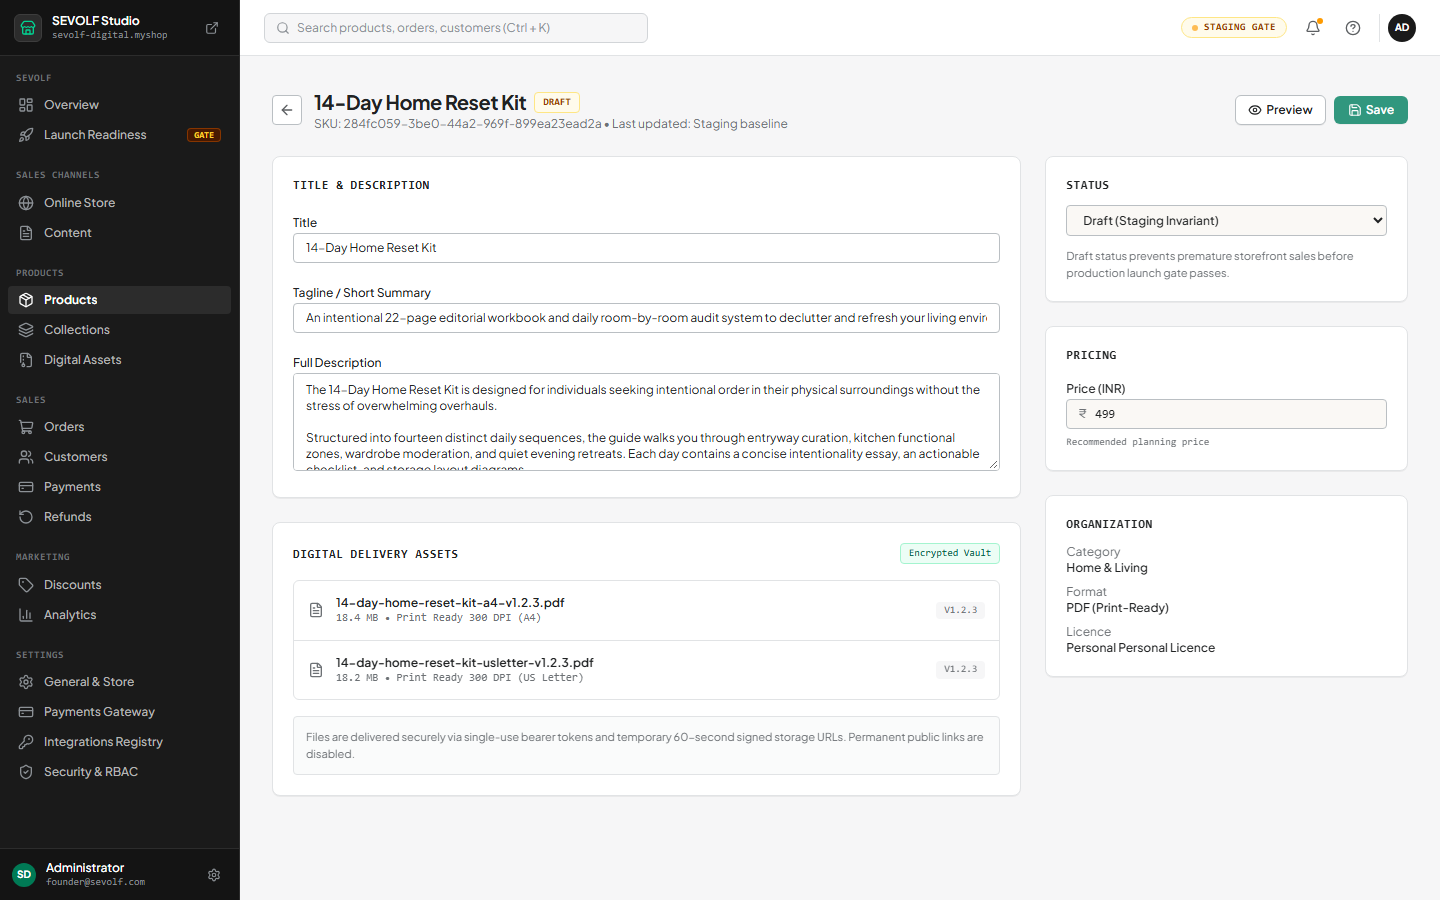 SEVOLF Studio
sevolf-digital.myshop
SEVOLF
Overview
Launch Readiness GATE
SALES CHANNELS
Online Store
Content
PRODUCTS
Products
Collections
Digital Assets
SALES
Orders
Customers
Payments
Refunds
MARKETING
Discounts
Analytics
SETTINGS
General & Store
Payments Gateway
Integrations Registry
Security & RBAC
SD
Administrator
founder@sevolf.com
Search products, orders, customers (Ctrl + K)
STAGING GATE
AD
14-Day Home Reset Kit DRAFT
SKU: 284fc059-3be0-44a2-969f-899ea23ead2a • Last updated: Staging baseline
Preview
Save
TITLE & DESCRIPTION
Title
14-Day Home Reset Kit
Tagline / Short Summary
An intentional 22-page editorial workbook and daily room-by-room audit system to declutter and refresh your living envir
Full Description
The 14-Day Home Reset Kit is designed for individuals seeking intentional order in their physical surroundings without the
stress of overwhelming overhauls.
Structured into fourteen distinct daily sequences, the guide walks you through entryway curation, kitchen functional
zones, wardrobe moderation, and quiet evening retreats. Each day contains a concise intentionality essay, an actionable
checklist, and storage layout diagrams.
DIGITAL DELIVERY ASSETS
Encrypted Vault
14-day-home-reset-kit-a4-v1.2.3.pdf
18.4 MB • Print Ready 300 DPI (A4)
V1.2.3
14-day-home-reset-kit-usletter-v1.2.3.pdf
18.2 MB • Print Ready 300 DPI (US Letter)
V1.2.3
Files are delivered securely via single-use bearer tokens and temporary 60-second signed storage URLs. Permanent public links are
disabled.
STATUS
Draft (Staging Invariant)
Draft status prevents premature storefront sales before
production launch gate passes.
PRICING
Price (INR)
₹ 499
Recommended planning price
ORGANIZATION
Category
Home & Living
Format
PDF (Print-Ready)
Licence
Personal Personal Licence